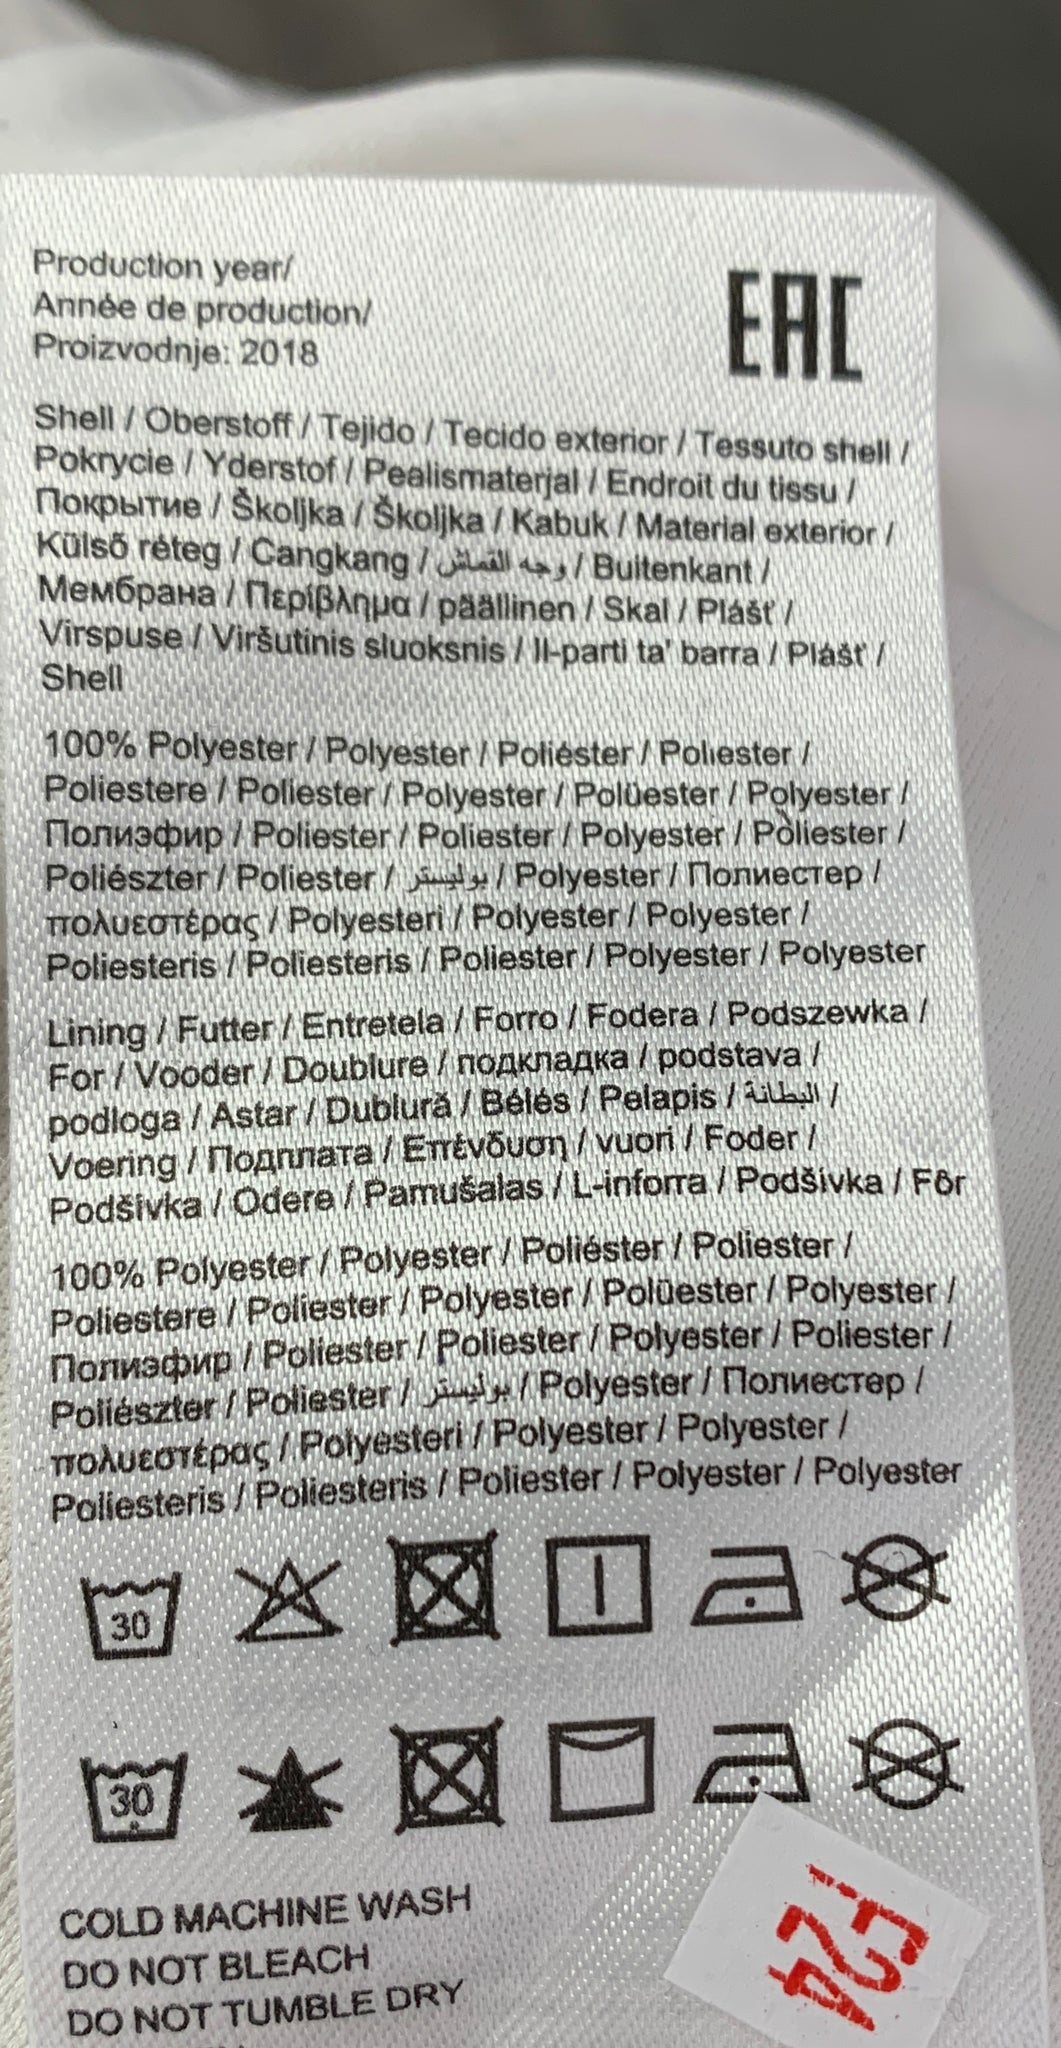 Production year/
Année de production/
Proizvodnje: 2018
EAC
Shell / Oberstoff / Tejido / Tecido exterior / Tessuto shell /
Pokrycie / Yderstof / Pealismaterjal / Endroit du tissu /
Покрытие / Školjka / Školjka / Kabuk / Material exterior /
Külső réteg / Cangkang / وجه القماش / Buitenkant /
Мембрана / Περίβλημα / päällinen / Skal / Plášť /
Virspuse / Viršutinis sluoksnis / Il-parti ta' barra / Plášť /
Shell
100% Polyester / Polyester / Poliéster / Poliester /
Poliestere / Poliester / Polyester / Polüester / Polyester /
Полиэфир / Poliester / Poliester / Polyester / Poliester /
Poliészter / Poliester / بوليستر / Polyester / Полиестер /
πολυεστέρας / Polyesteri / Polyester / Polyester /
Poliesteris / Poliesteris / Poliester / Polyester / Polyester
Lining / Futter / Entretela / Forro / Fodera / Podszewka /
For / Vooder / Doublure / подкладка / podstava /
podloga / Astar / Dublură / Bélés / Pelapis / البطانة /
Voering / Подплата / Επένδυση / vuori / Foder /
Podšívka / Odere / Pamušalas / L-inforra / Podšívka / Fôr
100% Polyester / Polyester / Poliéster / Poliester /
Poliestere / Poliester / Polyester / Polüester / Polyester /
Полиэфир / Poliester / Poliester / Polyester / Poliester /
Poliészter / Poliester / بوليستر / Polyester / Полиестер /
πολυεστέρας / Polyesteri / Polyester / Polyester /
Poliesteris / Poliesteris / Poliester / Polyester / Polyester
30
30
COLD MACHINE WASH
DO NOT BLEACH
DO NOT TUMBLE DRY